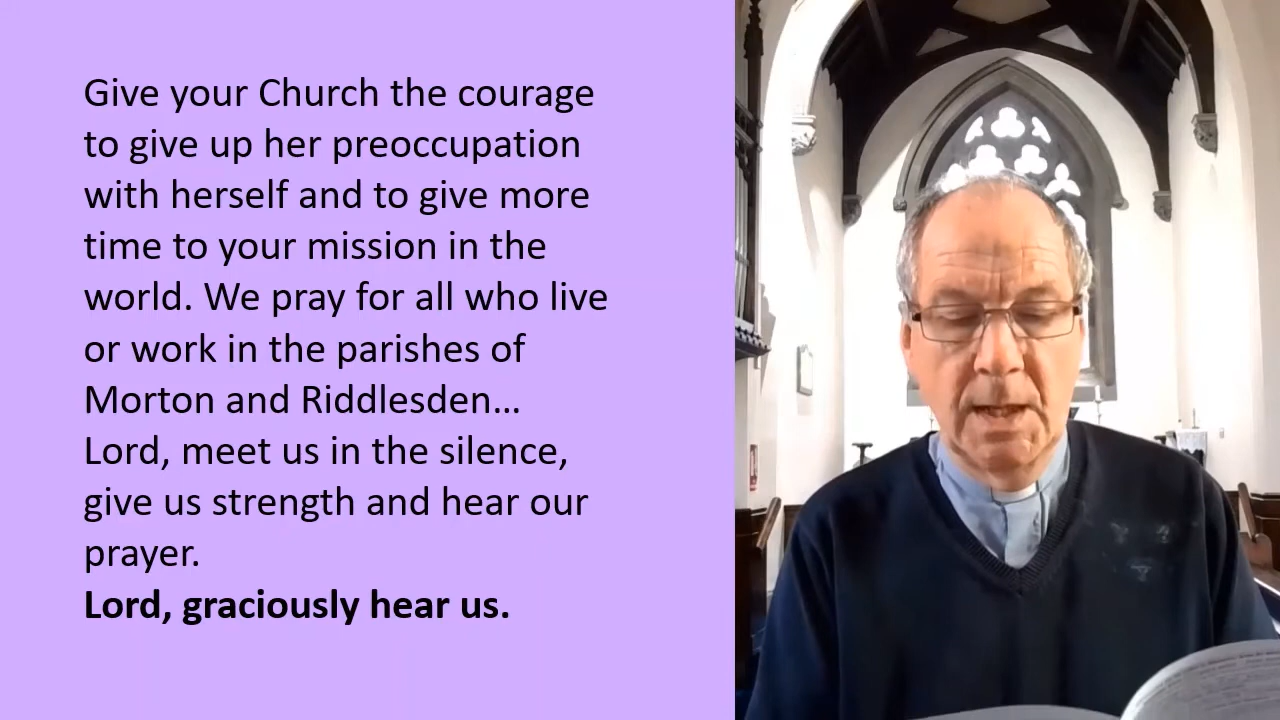 Give your Church the courage
to give up her preoccupation
with herself and to give more
time to your mission in the
world. We pray for all who live
or work in the parishes of
Morton and Riddlesden…
Lord, meet us in the silence,
give us strength and hear our
prayer.
Lord, graciously hear us.